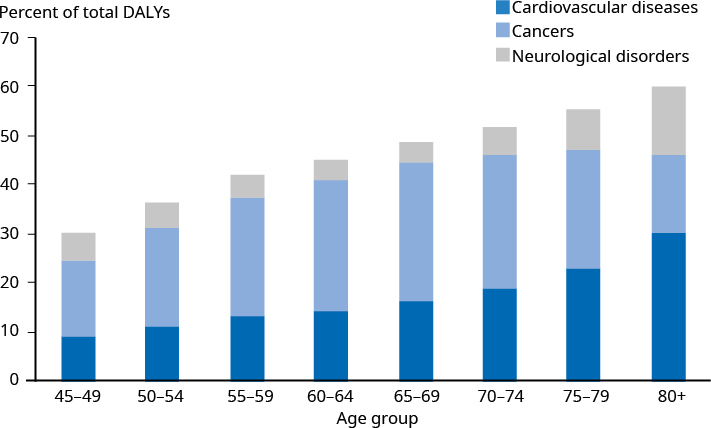 Percent of total DALYs
Cardiovascular diseases
Cancers
Neurological disorders
70
60
50
40
30
20
10
0
45–49 50–54 55–59 60–64 65–69 70–74 75–79 80+
Age group